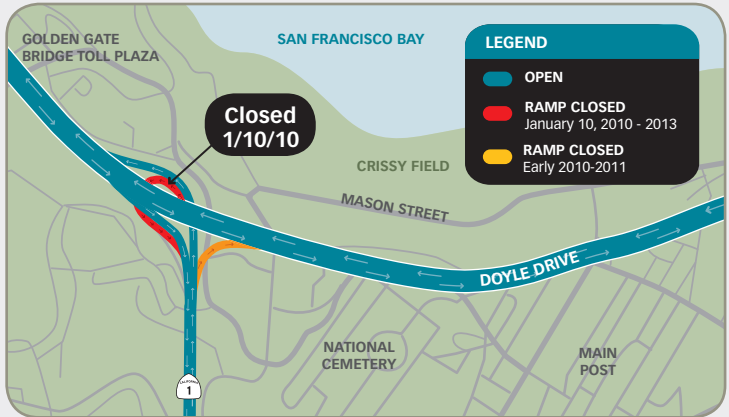 GOLDEN GATE
BRIDGE TOLL PLAZA
SAN FRANCISCO BAY
LEGEND
OPEN
RAMP CLOSED
January 10, 2010 - 2013
RAMP CLOSED
Early 2010-2011
Closed
1/10/10
CRISSY FIELD
MASON STREET
DOYLE DRIVE
NATIONAL
CEMETERY
MAIN
POST
CALIFORNIA
1